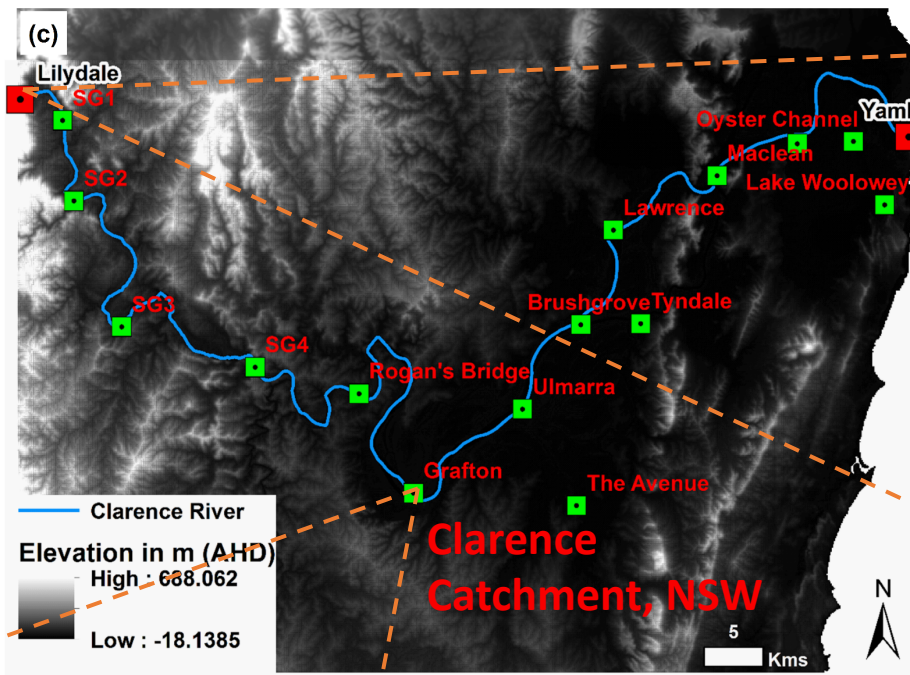 (c)
Lilydale
SG1
Yaml
Oyster Channel
Maclean
SG2
Lake Woolowey
Lawrence
SG3
Brushgrove
Tyndale
SG4
Rogan's Bridge
Ulmarra
Grafton
The Avenue
Clarence River
Clarence
Catchment, NSW
Elevation in m (AHD)
High : 688.062
Low : -18.1385
N
5
Kms